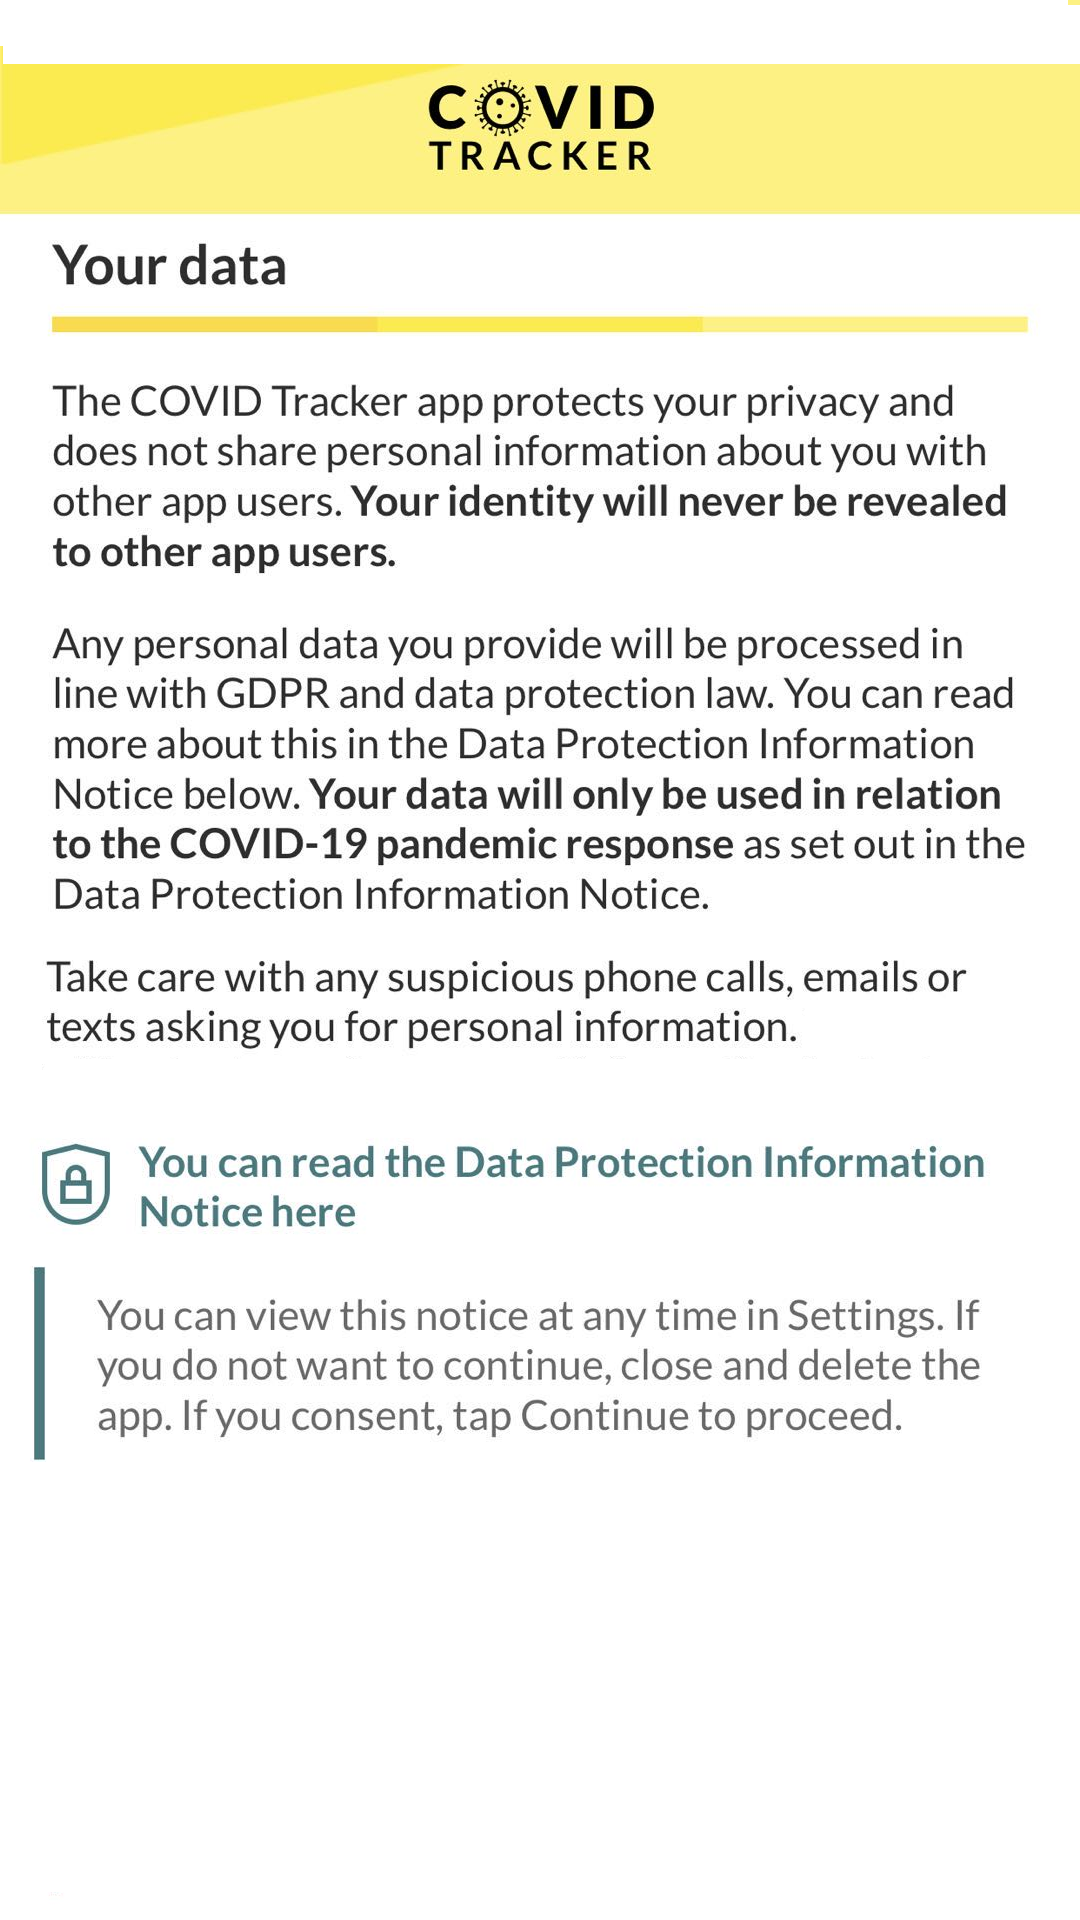 COVID
TRACKER
Your data
The COVID Tracker app protects your privacy and
does not share personal information about you with
other app users. Your identity will never be revealed
to other app users.
Any personal data you provide will be processed in
line with GDPR and data protection law. You can read
more about this in the Data Protection Information
Notice below. Your data will only be used in relation
to the COVID-19 pandemic response as set out in the
Data Protection Information Notice.
Take care with any suspicious phone calls, emails or
texts asking you for personal information.
You can read the Data Protection Information
Notice here
You can view this notice at any time in Settings. If
you do not want to continue, close and delete the
app. If you consent, tap Continue to proceed.